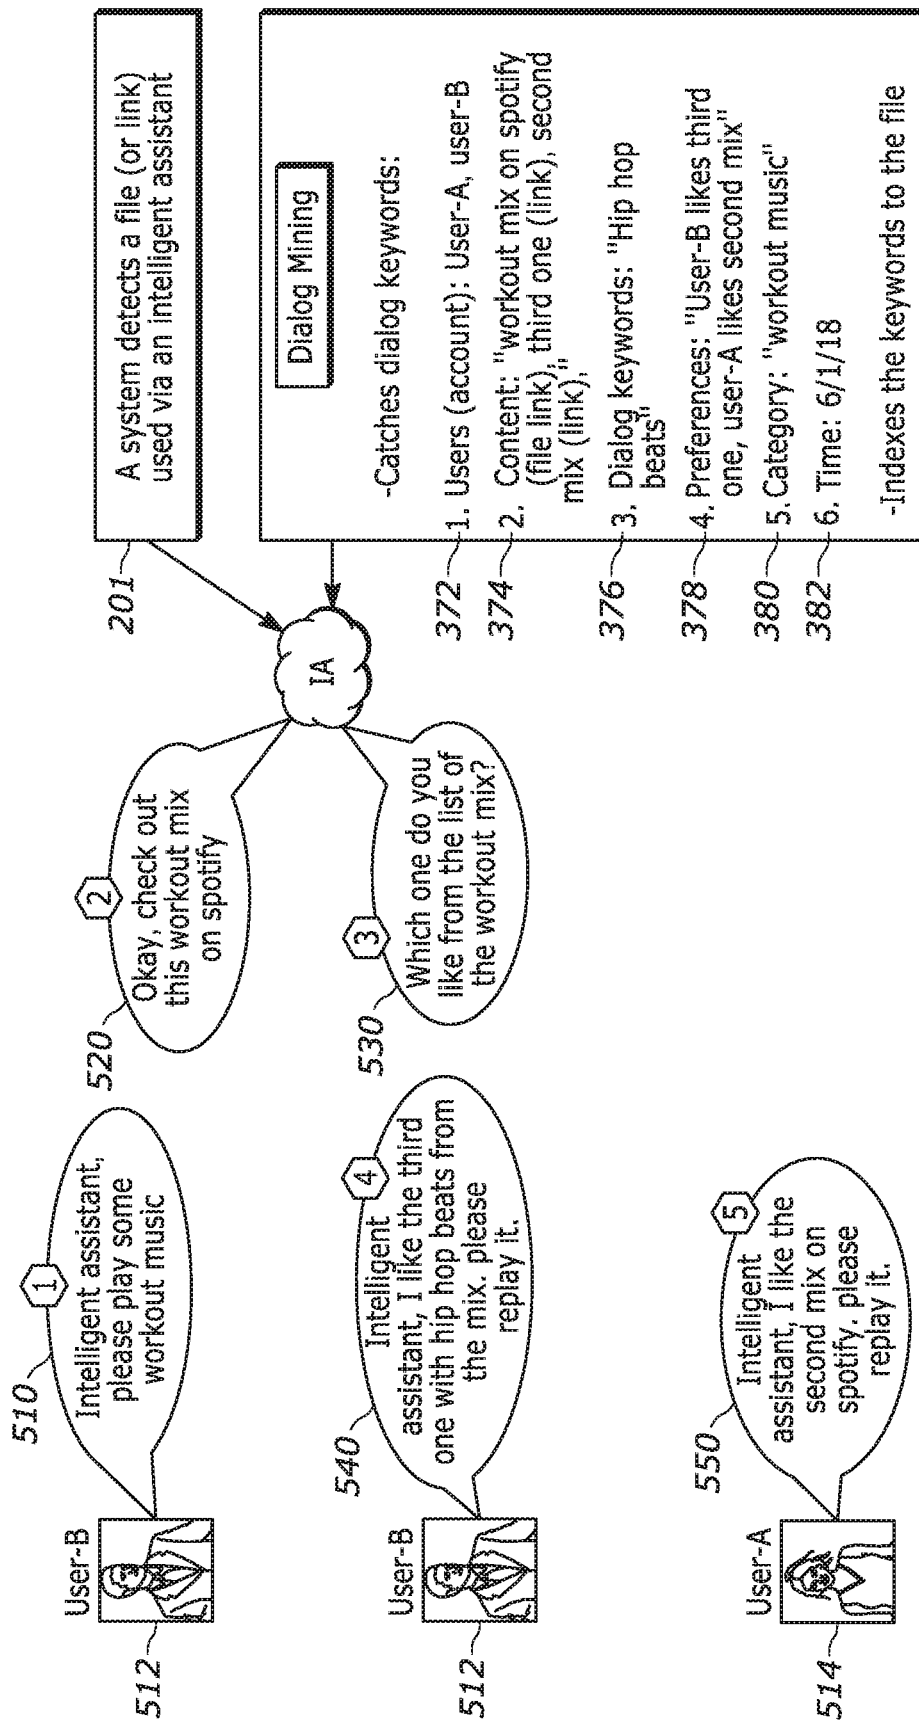 User-B
512
510
1
Intelligent assistant,
please play some
workout music
520
2
Okay, check out
this workout mix
on spotify
IA
201
A system detects a file (or link)
used via an intelligent assistant
User-B
512
540
4
Intelligent
assistant, I like the third
one with hip hop beats from
the mix. please
replay it.
530
3
Which one do you
like from the list of
the workout mix?
User-A
514
550
5
Intelligent
assistant, I like the
second mix on
spotify. please
replay it.
Dialog Mining
-Catches dialog keywords:
372
1. Users (account): User-A, user-B
374
2. Content: "workout mix on spotify
(file link), third one (link), second
mix (link),"
376
3. Dialog keywords: "Hip hop
beats"
378
4. Preferences: "User-B likes third
one, user-A likes second mix"
380
5. Category: "workout music"
382
6. Time: 6/1/18
-Indexes the keywords to the file